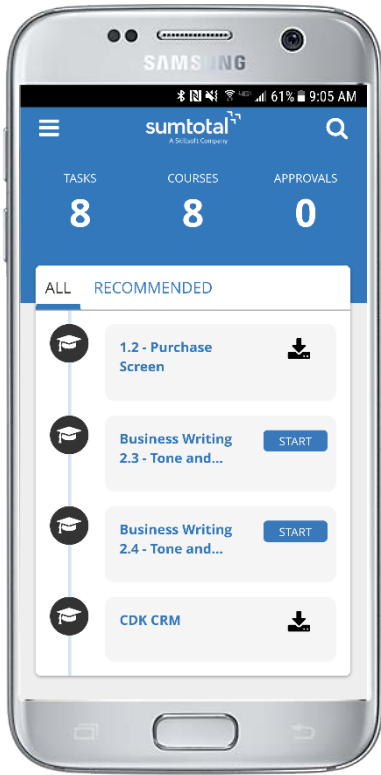 SAMSUNG
61% 9:05 AM
sumtotal
A Skillsoft Company
TASKS COURSES APPROVALS
8 8 0
ALL RECOMMENDED
1.2 - Purchase
Screen
Business Writing
2.3 - Tone and...
START
Business Writing
2.4 - Tone and...
START
CDK CRM